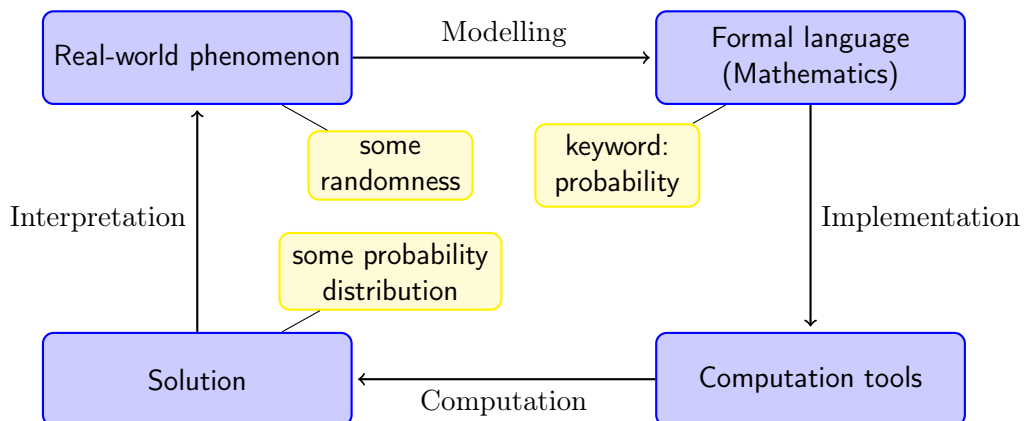 Real-world phenomenon
Modelling
Formal language
(Mathematics)
some
randomness
keyword:
probability
Interpretation
Implementation
some probability
distribution
Solution
Computation
Computation tools